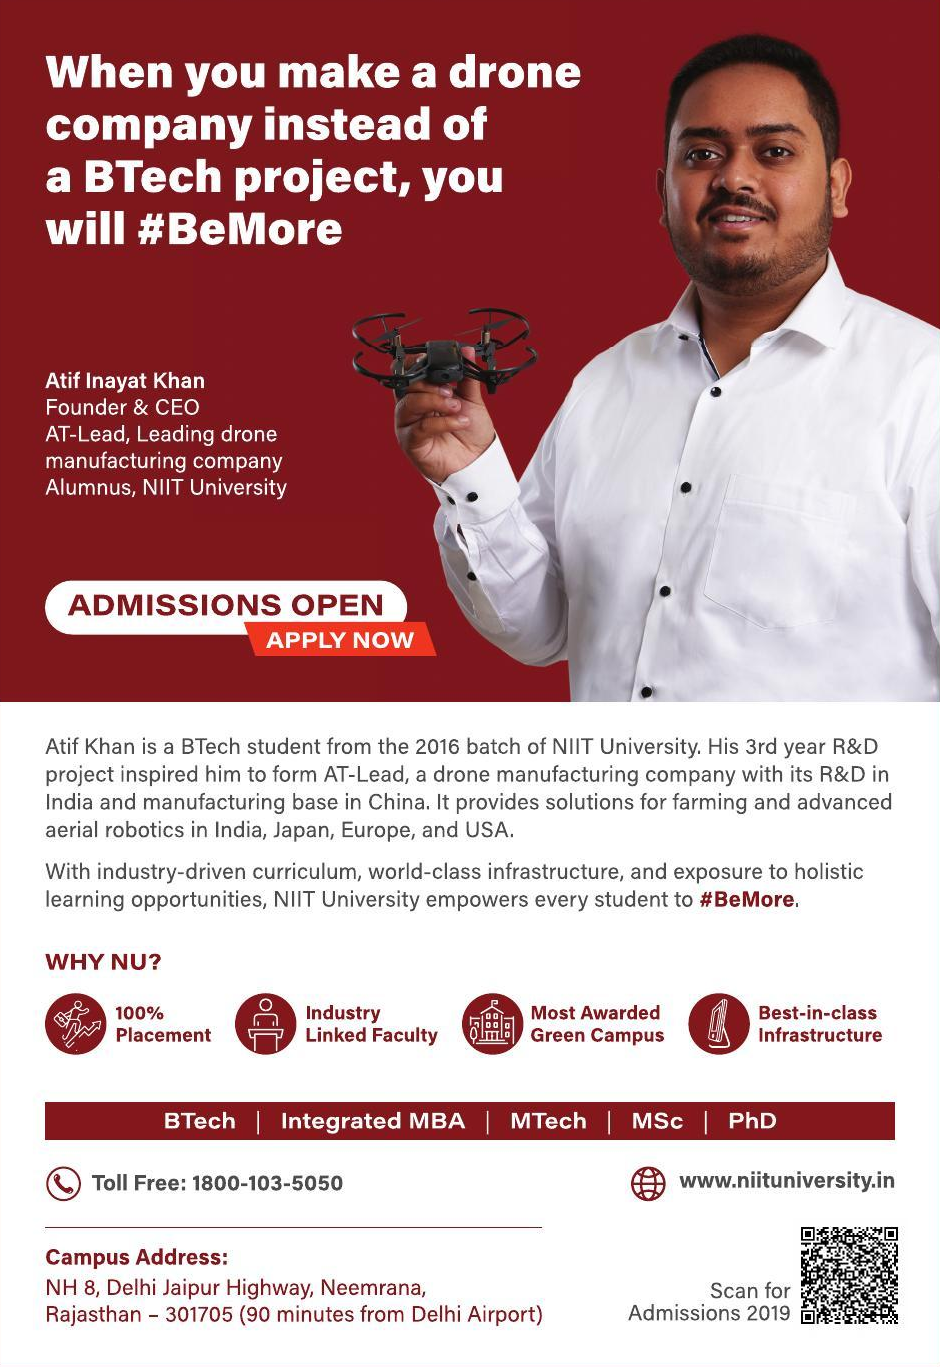 When you make a drone
company instead of
a BTech project, you
will #BeMore
Atif Inayat Khan
Founder & CEO
AT-Lead, Leading drone
manufacturing company
Alumnus, NIIT University
ADMISSIONS OPEN
APPLY NOW
Atif Khan is a BTech student from the 2016 batch of NIIT University. His 3rd year R&D
project inspired him to form AT-Lead, a drone manufacturing company with its R&D in
India and manufacturing base in China. It provides solutions for farming and advanced
aerial robotics in India, Japan, Europe, and USA.
With industry-driven curriculum, world-class infrastructure, and exposure to holistic
learning opportunities, NIIT University empowers every student to #BeMore.
WHY NU?
100%
Placement
Industry
Linked Faculty
Most Awarded
Green Campus
Best-in-class
Infrastructure
BTech | Integrated MBA | MTech | MSc | PhD
Toll Free: 1800-103-5050
www.niituniversity.in
Campus Address:
NH 8, Delhi Jaipur Highway, Neemrana,
Rajasthan – 301705 (90 minutes from Delhi Airport)
Scan for
Admissions 2019